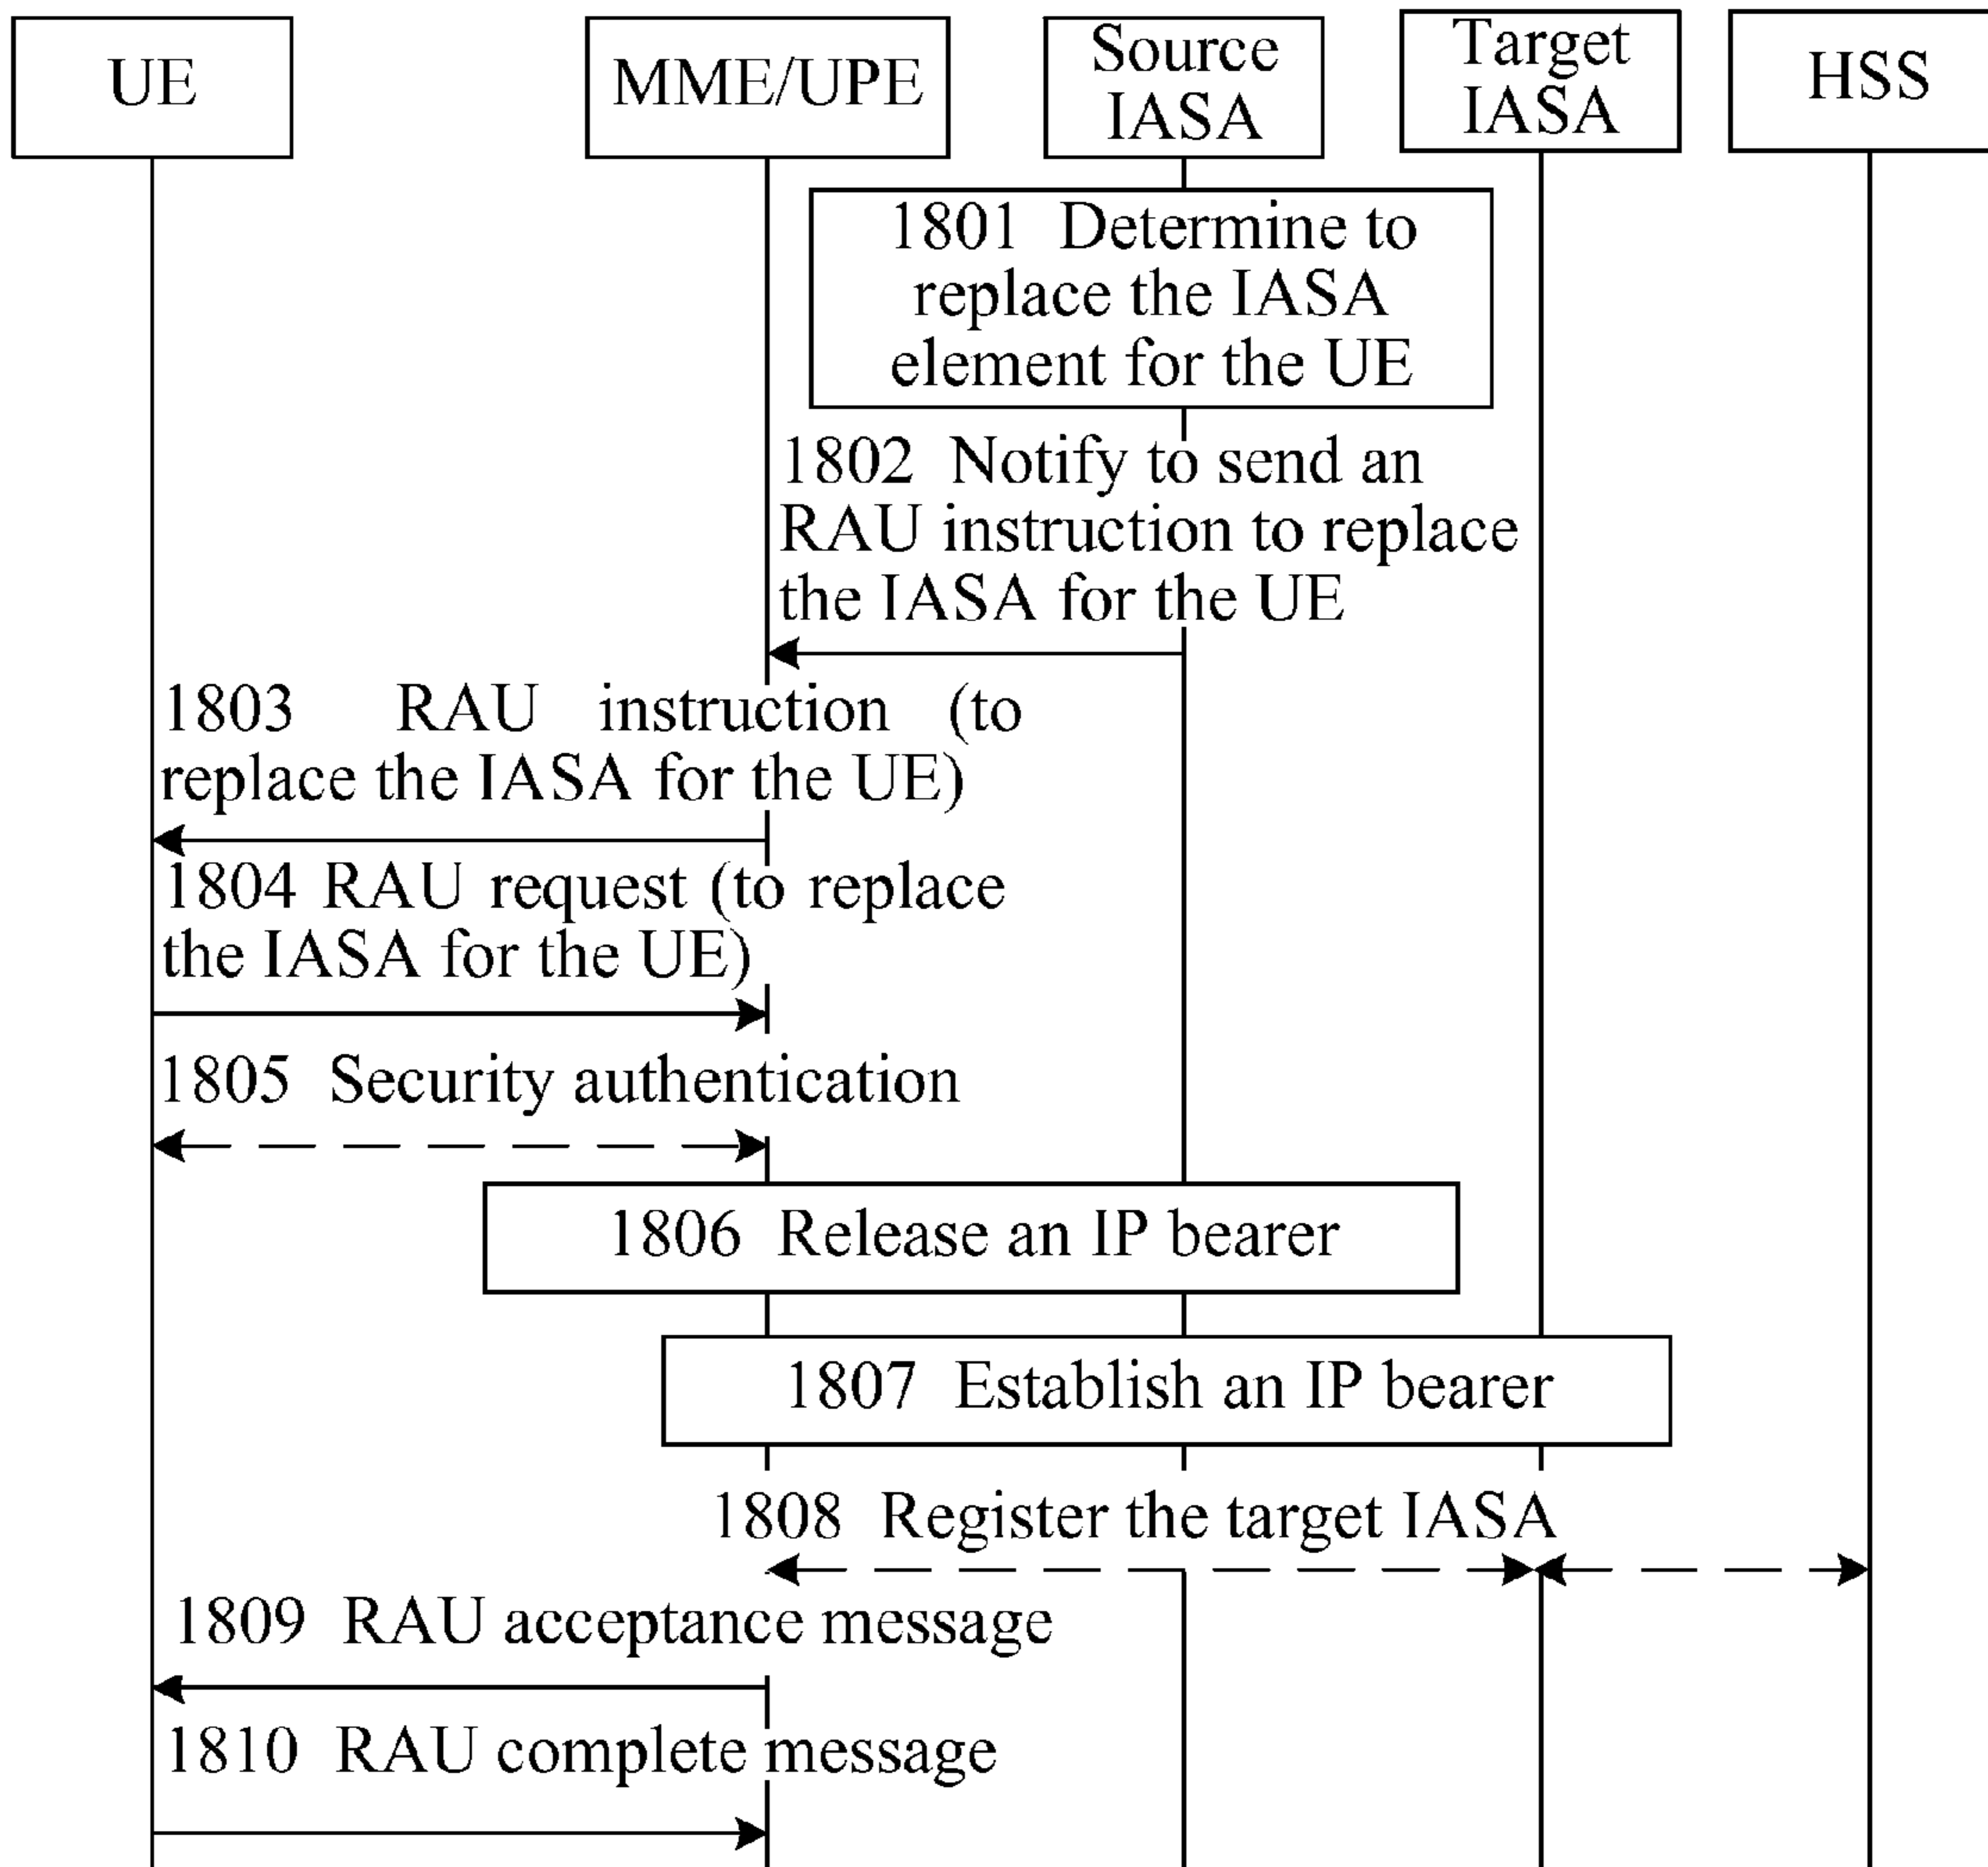 UE
MME/UPE
Source
IASA
Target
IASA
HSS
1801 Determine to
replace the IASA
element for the UE
1802 Notify to send an
RAU instruction to replace
the IASA for the UE
1803 RAU instruction (to
replace the IASA for the UE)
1804 RAU request (to replace
the IASA for the UE)
1805 Security authentication
1806 Release an IP bearer
1807 Establish an IP bearer
1808 Register the target IASA
1809 RAU acceptance message
1810 RAU complete message